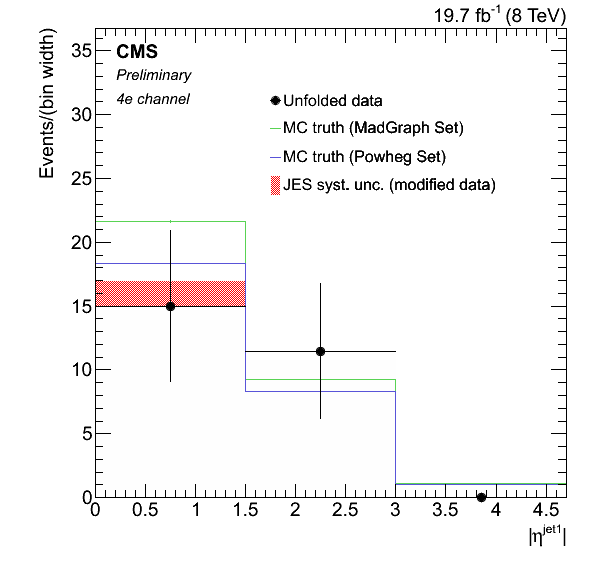 19.7 fb⁻¹ (8 TeV)
CMS
Preliminary
4e channel
Unfolded data
MC truth (MadGraph Set)
MC truth (Powheg Set)
JES syst. unc. (modified data)
Events/(bin width)
35
30
25
20
15
10
5
0
0 0.5 1 1.5 2 2.5 3 3.5 4 4.5
|η^jet1|